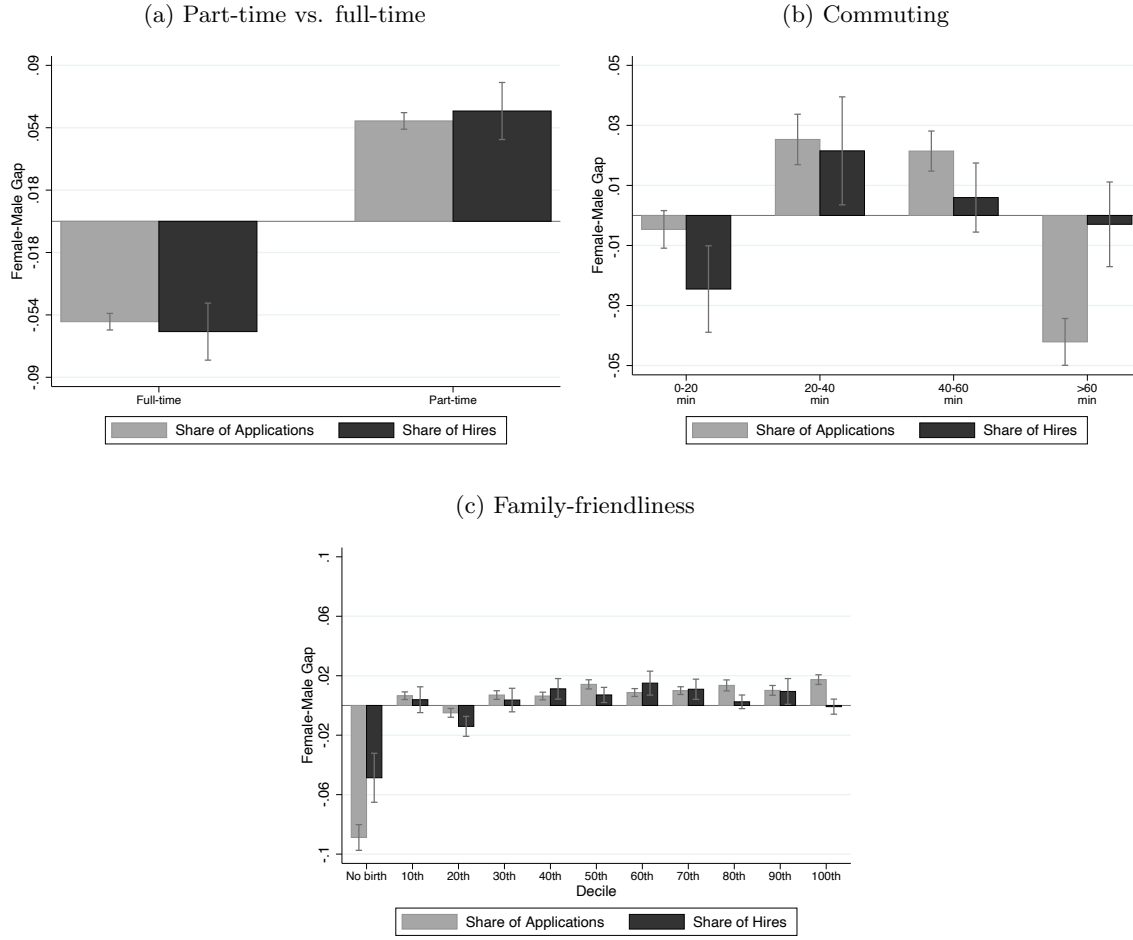 (a) Part-time vs. full-time
Female-Male Gap
.09
.054
.018
-.018
-.054
-.09
Full-time
Part-time
Share of Applications
Share of Hires
(b) Commuting
Female-Male Gap
.05
.03
.01
-.01
-.03
-.05
0-20
min
20-40
min
40-60
min
>60
min
Share of Applications
Share of Hires
(c) Family-friendliness
Female-Male Gap
.1
.06
.02
-.02
-.06
-.1
No birth
10th
20th
30th
40th
50th
60th
70th
80th
90th
100th
Decile
Share of Applications
Share of Hires